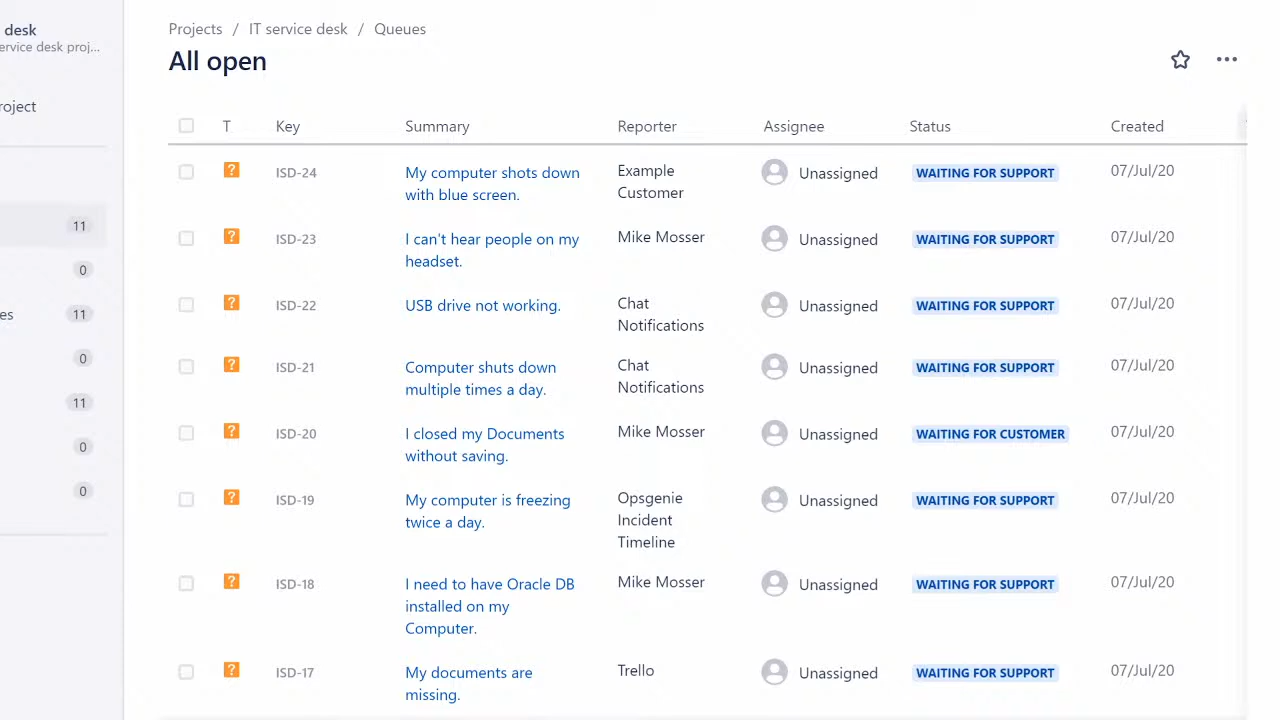 desk
ervice desk proj...
roject
11
0
es 11
0
11
0
0
Projects / IT service desk / Queues
All open
T Key Summary Reporter Assignee Status Created
? ISD-24 My computer shots down Example Unassigned WAITING FOR SUPPORT 07/Jul/20
with blue screen. Customer
? ISD-23 I can't hear people on my Mike Mosser Unassigned WAITING FOR SUPPORT 07/Jul/20
headset.
? ISD-22 USB drive not working. Chat Unassigned WAITING FOR SUPPORT 07/Jul/20
Notifications
? ISD-21 Computer shuts down Chat Unassigned WAITING FOR SUPPORT 07/Jul/20
multiple times a day. Notifications
? ISD-20 I closed my Documents Mike Mosser Unassigned WAITING FOR CUSTOMER 07/Jul/20
without saving.
? ISD-19 My computer is freezing Opsgenie Unassigned WAITING FOR SUPPORT 07/Jul/20
twice a day. Incident
Timeline
? ISD-18 I need to have Oracle DB Mike Mosser Unassigned WAITING FOR SUPPORT 07/Jul/20
installed on my
Computer.
? ISD-17 My documents are Trello Unassigned WAITING FOR SUPPORT 07/Jul/20
missing.